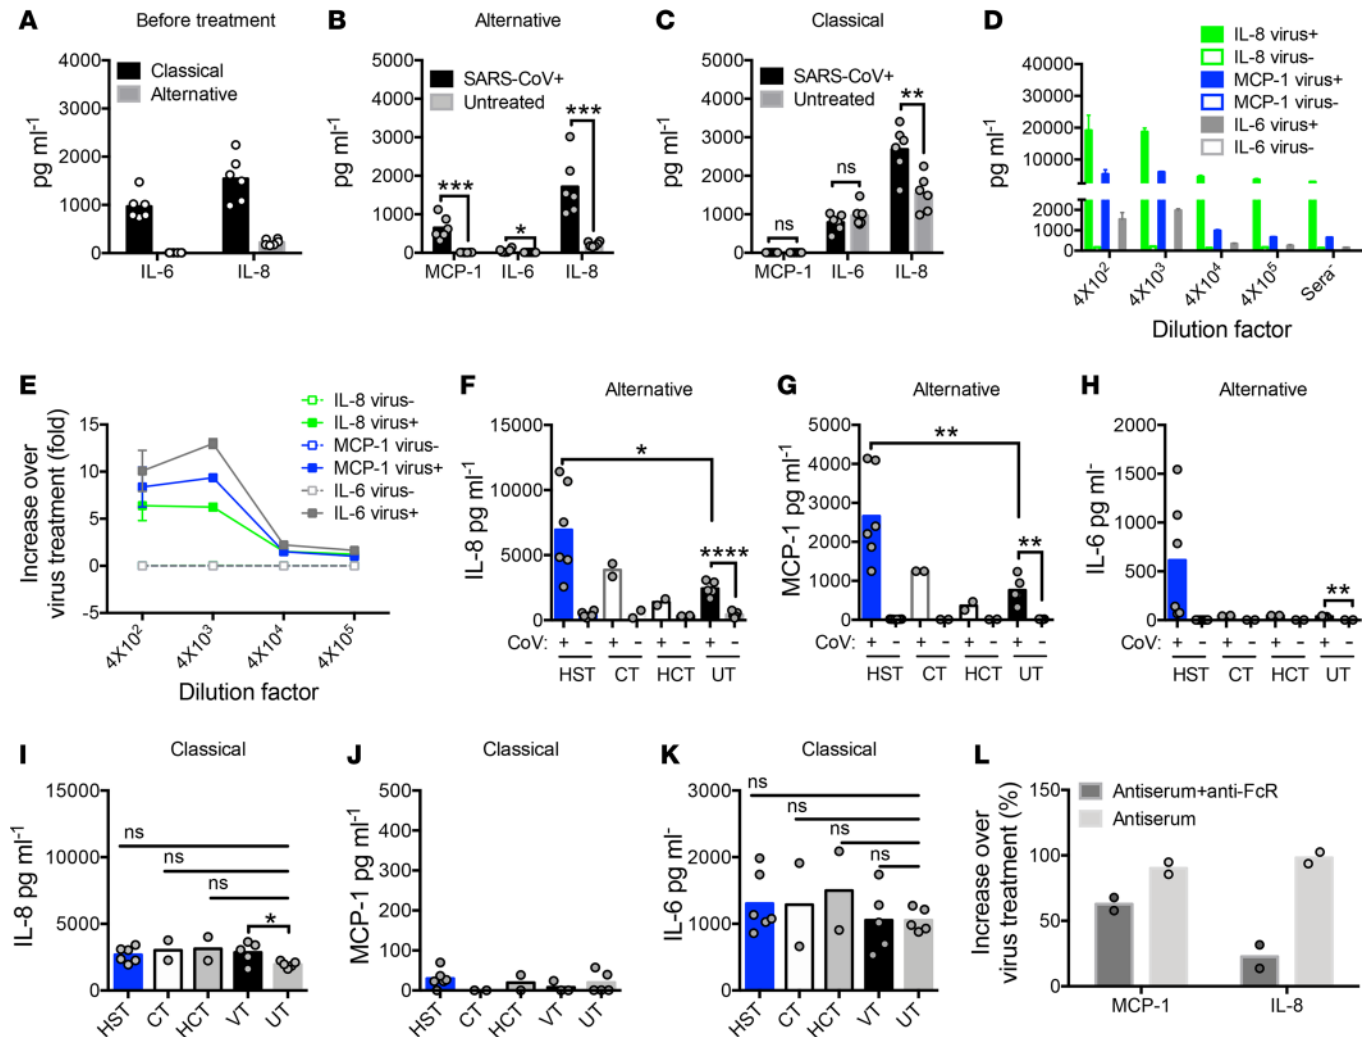 A
Before treatment
pg ml-1
4000
3000
2000
1000
0
Classical
Alternative
IL-6
IL-8
B
Alternative
pg ml-1
4000
3000
2000
1000
0
SARS-CoV+
Untreated
***
*
***
MCP-1
IL-6
IL-8
C
Classical
pg ml-1
5000
4000
3000
2000
1000
0
SARS-CoV+
Untreated
ns
ns
**
MCP-1
IL-6
IL-8
D
IL-8 virus+
IL-8 virus-
MCP-1 virus+
MCP-1 virus-
IL-6 virus+
IL-6 virus-
pg ml-1
40000
30000
20000
10000
2000
1000
0
4X10²
4X10³
4X10⁴
4X10⁵
Sera-
Dilution factor
E
Increase over
virus treatment (fold)
15
10
5
0
-5
IL-8 virus-
IL-8 virus+
MCP-1 virus-
MCP-1 virus+
IL-6 virus-
IL-6 virus+
4X10²
4X10³
4X10⁴
4X10⁵
Dilution factor
F
Alternative
IL-8 pg ml-1
15000
10000
5000
0
*
****
CoV: + - + - + - + -
HST CT HCT UT
G
Alternative
MCP-1 pg ml-1
5000
4000
3000
2000
1000
0
**
**
CoV: + - + - + - + -
HST CT HCT UT
H
Alternative
IL-6 pg ml-
2000
1500
1000
500
0
**
CoV: + - + - + - + -
HST CT HCT UT
I
Classical
IL-8 pg ml-1
15000
10000
5000
0
ns
ns
ns
*
HST CT HCT VT UT
J
Classical
MCP-1 pg ml-1
500
400
300
200
100
0
HST CT HCT VT UT
K
Classical
IL-6 pg ml-
3000
2000
1000
0
ns
ns
ns
ns
HST CT HCT VT UT
L
Increase over
virus treatment (%)
150
100
50
0
Antiserum+anti-FcR
Antiserum
MCP-1
IL-8